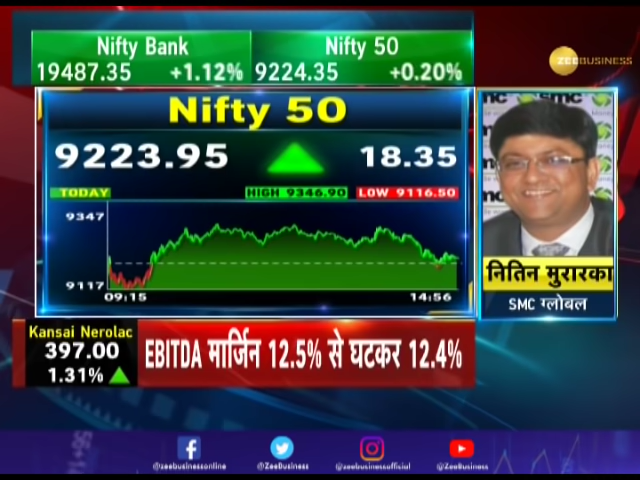 Nifty Bank
19487.35 +1.12%
Nifty 50
9224.35 +0.20%
ZEEBUSINESS
Nifty 50
9223.95 18.35
TODAY HIGH 9346.90 LOW 9116.50
9347
9117
09:15 14:56
smc
नितिन मुरारका
SMC ग्लोबल
Kansai Nerolac
397.00
1.31%
EBITDA मार्जिन 12.5% से घटकर 12.4%
@zeebusinessonline @ZeeBusiness @zeebusinessofficial @ZeeBusiness